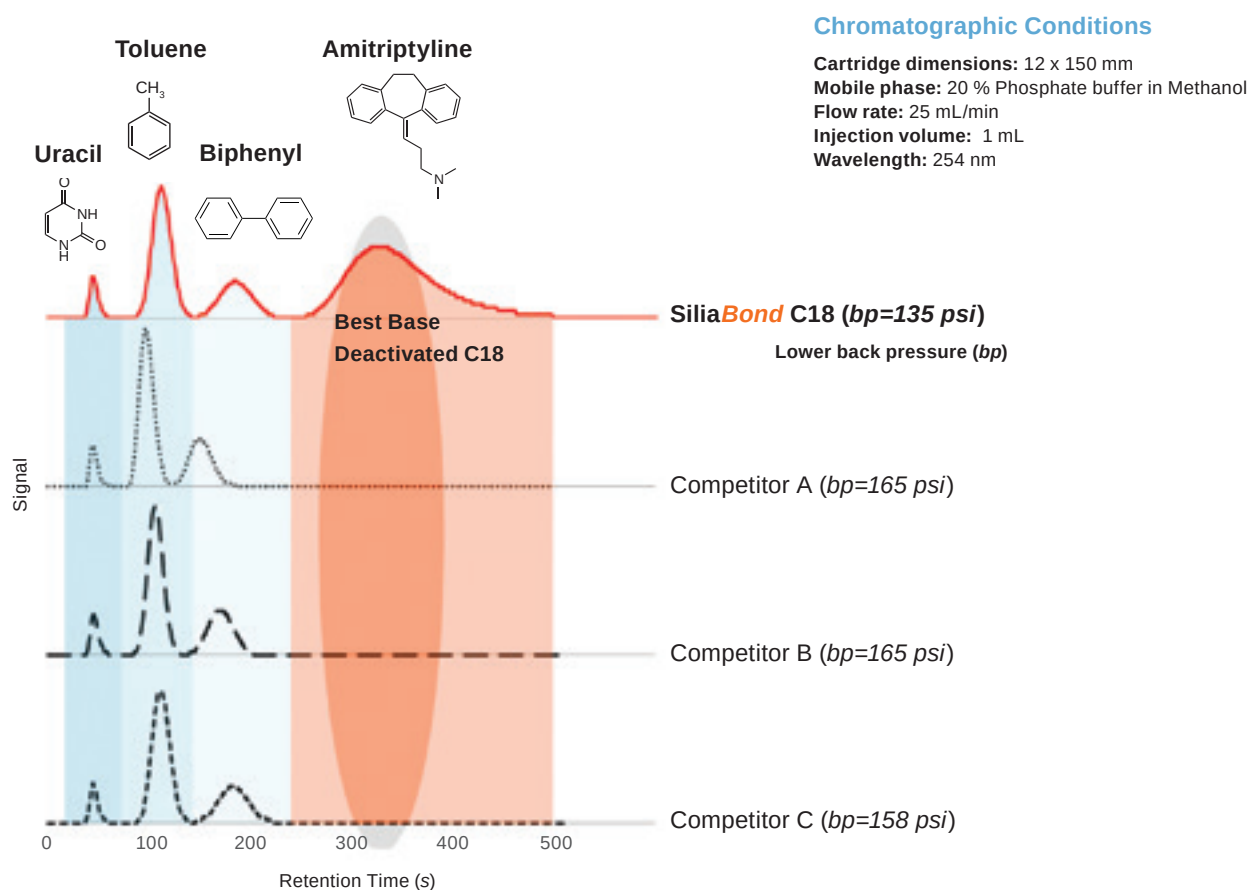 Chromatographic Conditions
Cartridge dimensions: 12 x 150 mm
Mobile phase: 20 % Phosphate buffer in Methanol
Flow rate: 25 mL/min
Injection volume: 1 mL
Wavelength: 254 nm
Toluene
Amitriptyline
CH3
Uracil
Biphenyl
O
NH
N
H
O
N
Best Base
Deactivated C18
SiliaBond C18 (bp=135 psi)
Lower back pressure (bp)
Signal
Competitor A (bp=165 psi)
Competitor B (bp=165 psi)
Competitor C (bp=158 psi)
0 100 200 300 400 500
Retention Time (s)